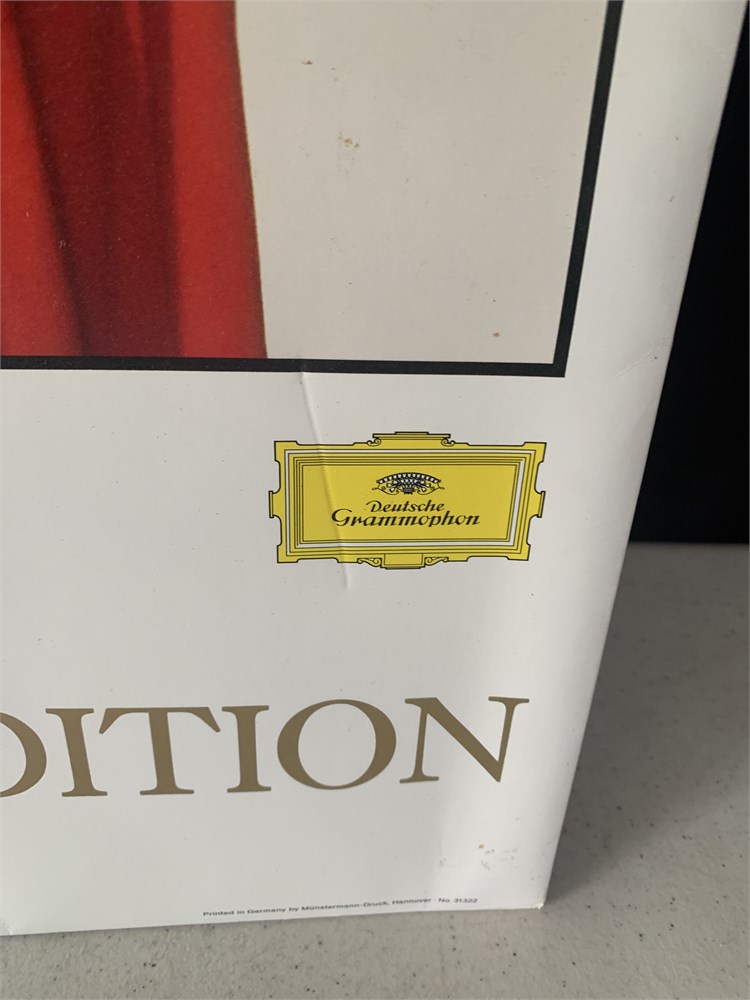 Deutsche
Grammophon
DITION
Printed in Germany by Münstermann-Druck, Hannover · No. 31322